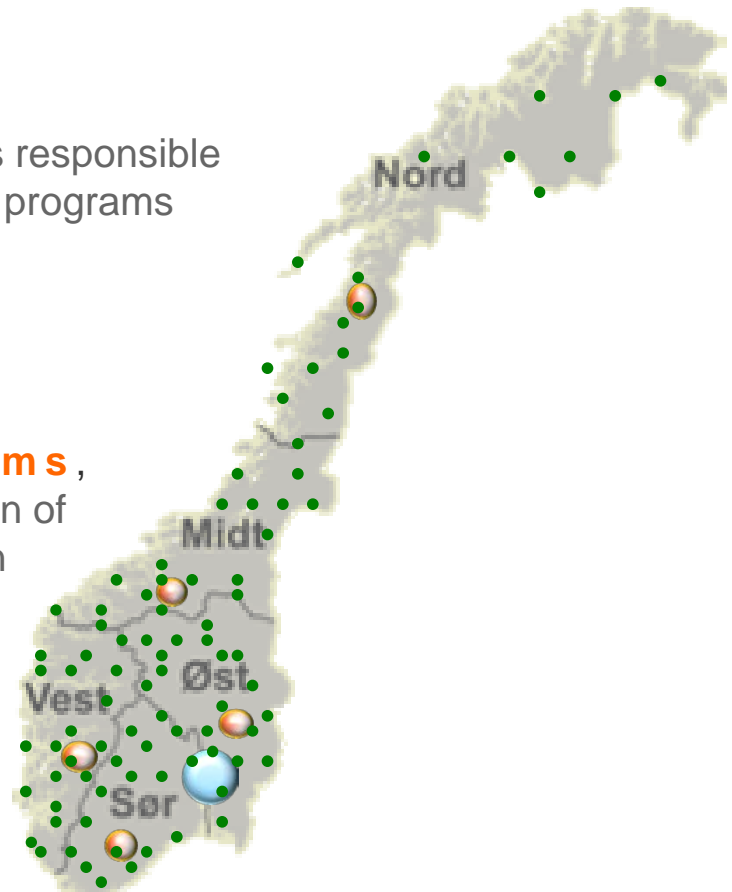 s responsible
programs
Nord
m s ,
n of
n
Midt
Øst
Vest
Sør